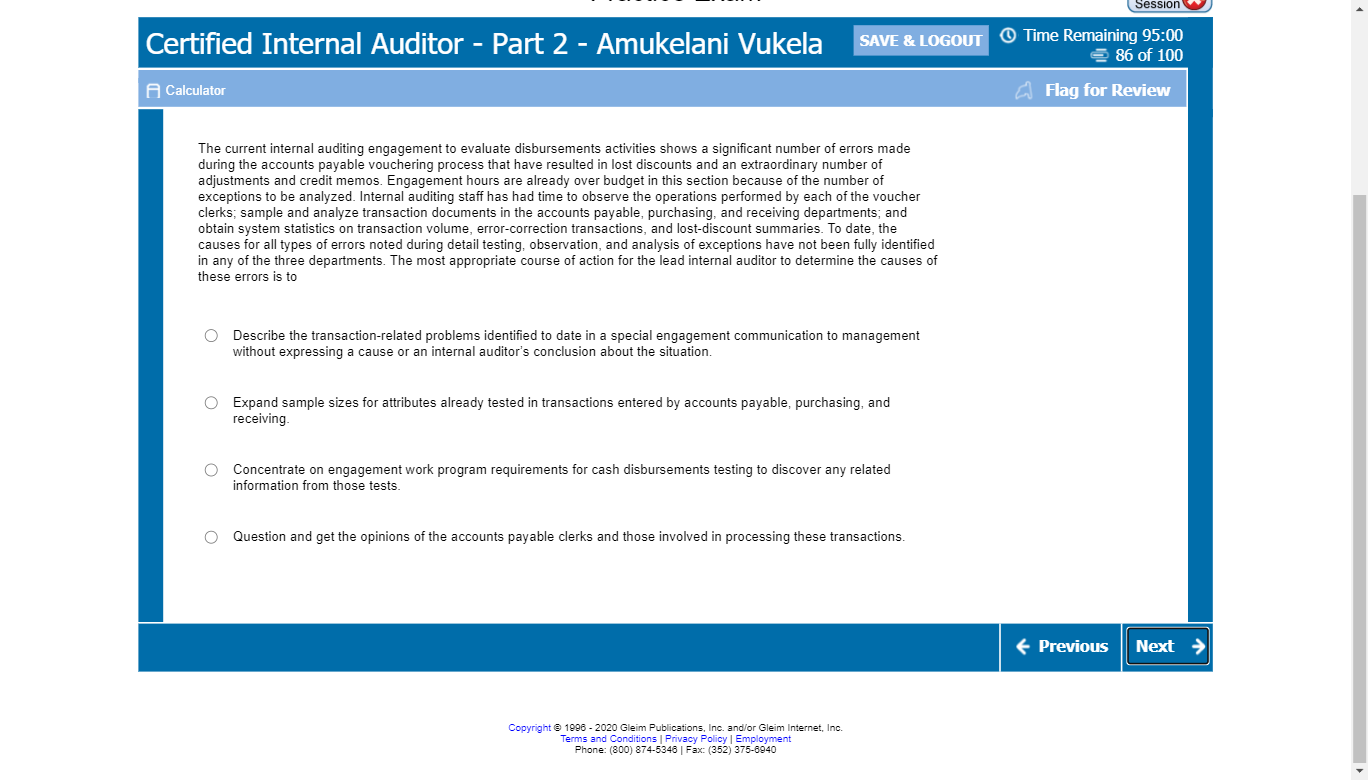 Session
Certified Internal Auditor - Part 2 - Amukelani Vukela
SAVE & LOGOUT
Time Remaining 95:00
86 of 100
Calculator
Flag for Review
The current internal auditing engagement to evaluate disbursements activities shows a significant number of errors made
during the accounts payable vouchering process that have resulted in lost discounts and an extraordinary number of
adjustments and credit memos. Engagement hours are already over budget in this section because of the number of
exceptions to be analyzed. Internal auditing staff has had time to observe the operations performed by each of the voucher
clerks; sample and analyze transaction documents in the accounts payable, purchasing, and receiving departments; and
obtain system statistics on transaction volume, error-correction transactions, and lost-discount summaries. To date, the
causes for all types of errors noted during detail testing, observation, and analysis of exceptions have not been fully identified
in any of the three departments. The most appropriate course of action for the lead internal auditor to determine the causes of
these errors is to
Describe the transaction-related problems identified to date in a special engagement communication to management
without expressing a cause or an internal auditor's conclusion about the situation.
Expand sample sizes for attributes already tested in transactions entered by accounts payable, purchasing, and
receiving.
Concentrate on engagement work program requirements for cash disbursements testing to discover any related
information from those tests.
Question and get the opinions of the accounts payable clerks and those involved in processing these transactions.
Previous
Next
Copyright © 1996 - 2020 Gleim Publications, Inc. and/or Gleim Internet, Inc.
Terms and Conditions | Privacy Policy | Employment
Phone: (800) 874-5346 | Fax: (352) 375-6940